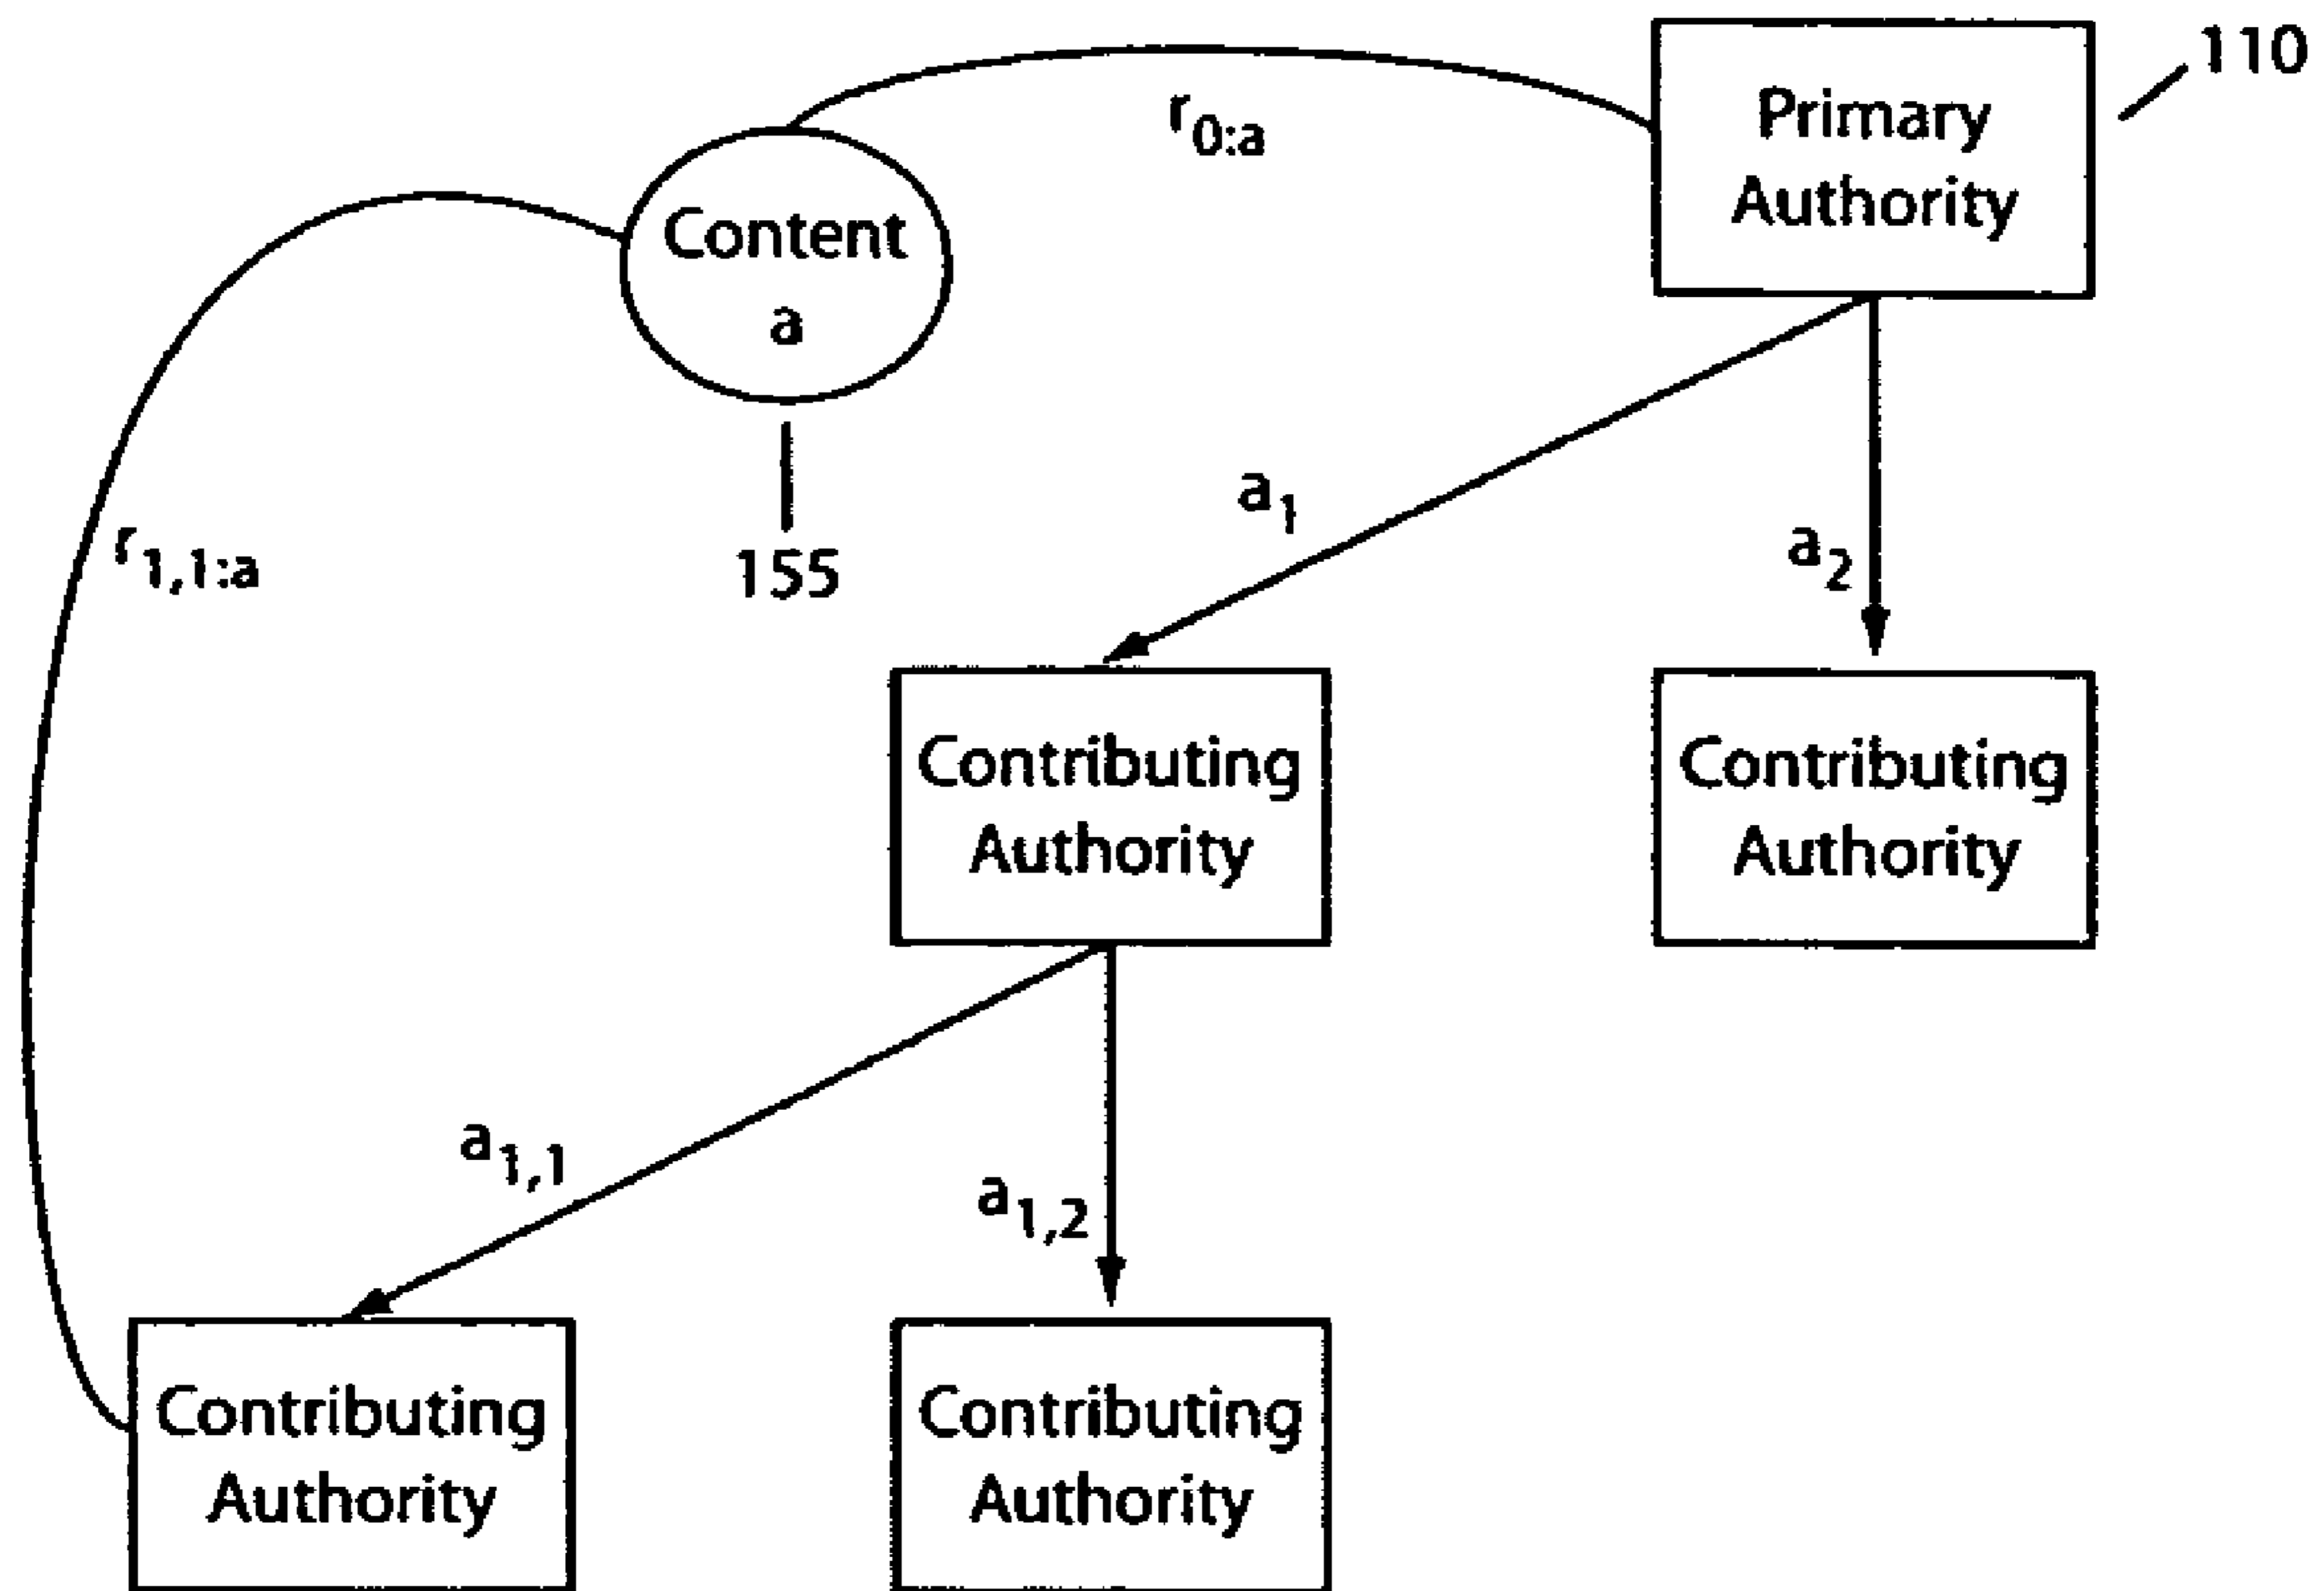 110
Primary
Authority
r0:a
Content
a
155
r1,1:a
a1
a2
Contributing
Authority
Contributing
Authority
a1,1
a1,2
Contributing
Authority
Contributing
Authority